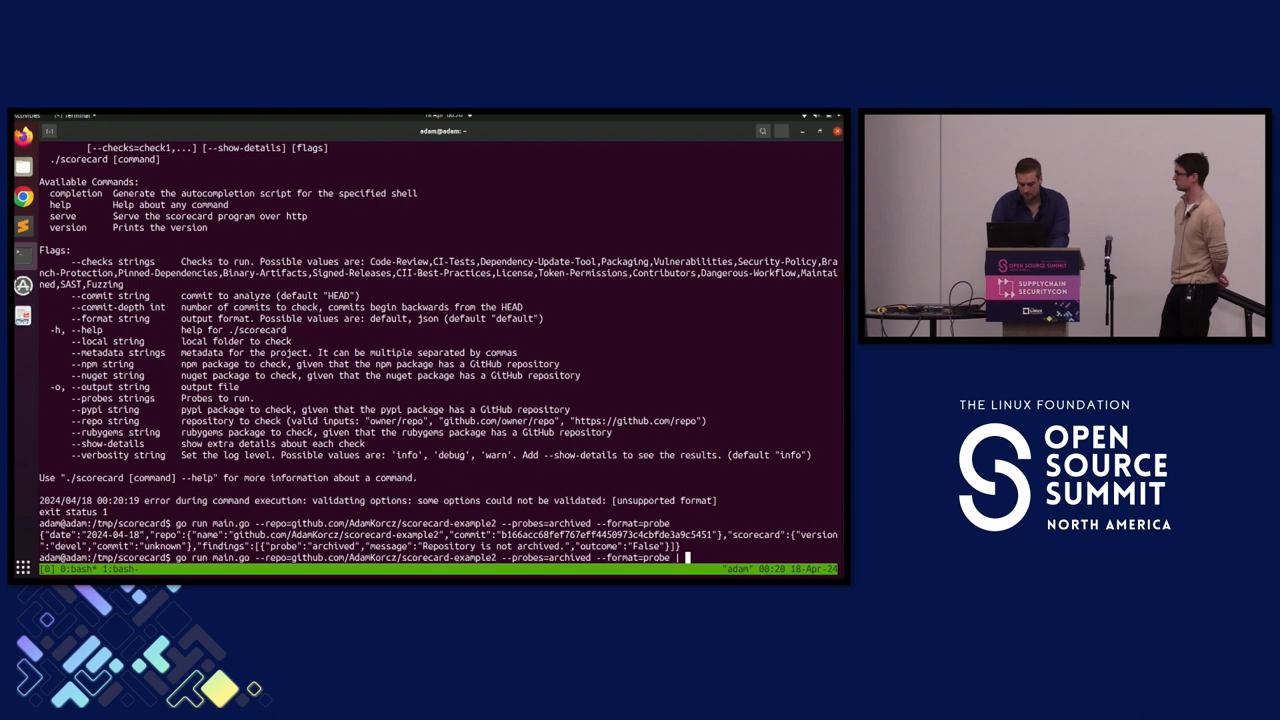 Terminal
adam@adam: ~
[--checks=check1,...] [--show-details] [flags]
./scorecard [command]
Available Commands:
completion  Generate the autocompletion script for the specified shell
help        Help about any command
serve       Serve the scorecard program over http
version     Prints the version
Flags:
--checks strings     Checks to run. Possible values are: Code-Review,CI-Tests,Dependency-Update-Tool,Packaging,Vulnerabilities,Security-Policy,Bra
nch-Protection,Pinned-Dependencies,Binary-Artifacts,Signed-Releases,CII-Best-Practices,License,Token-Permissions,Contributors,Dangerous-Workflow,Maintai
ned,SAST,Fuzzing
--commit string      commit to analyze (default "HEAD")
--commit-depth int   number of commits to check, commits begin backwards from the HEAD
--format string      output format. Possible values are: default, json (default "default")
-h, --help               help for ./scorecard
--local string       local folder to check
--metadata strings   metadata for the project. It can be multiple separated by commas
--npm string         npm package to check, given that the npm package has a GitHub repository
--nuget string       nuget package to check, given that the nuget package has a GitHub repository
-o, --output string      output file
--probes strings     Probes to run.
--pypi string        pypi package to check, given that the pypi package has a GitHub repository
--repo string        repository to check (valid inputs: "owner/repo", "github.com/owner/repo", "https://github.com/repo")
--rubygems string    rubygems package to check, given that the rubygems package has a GitHub repository
--show-details       show extra details about each check
--verbosity string   Set the log level. Possible values are: 'info', 'debug', 'warn'. Add --show-details to see the results. (default "info")
Use "./scorecard [command] --help" for more information about a command.
2024/04/18 00:20:19 error during command execution: validating options: some options could not be validated: [unsupported format]
exit status 1
adam@adam:/tmp/scorecard$ go run main.go --repo=github.com/AdamKorcz/scorecard-example2 --probes=archived --format=probe
{"date":"2024-04-18","repo":{"name":"github.com/AdamKorcz/scorecard-example2","commit":"b166acc68fef767eff4450973c4cbfde3a9c5451"},"scorecard":{"version
":"devel","commit":"unknown"},"findings":[{"probe":"archived","message":"Repository is not archived.","outcome":"False"}]}
adam@adam:/tmp/scorecard$ go run main.go --repo=github.com/AdamKorcz/scorecard-example2 --probes=archived --format=probe |
[0] 0:bash* 1:bash-    "adam" 00:20 18-Apr-24
OPEN SOURCE SUMMIT
SUPPLYCHAIN
SECURITYCON
THE LINUX FOUNDATION
OPEN
SOURCE
SUMMIT
NORTH AMERICA